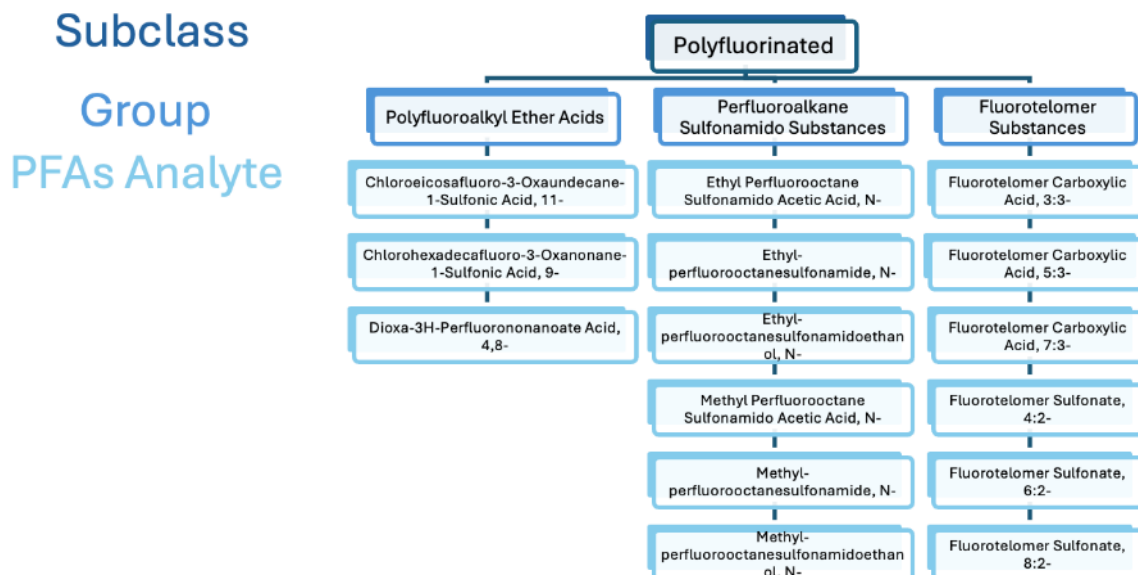 Subclass
Group
PFAs Analyte
Polyfluorinated
Polyfluoroalkyl Ether Acids
Chloroeicosafluoro-3-Oxaundecane-
1-Sulfonic Acid, 11-
Chlorohexadecafluoro-3-Oxanonane-
1-Sulfonic Acid, 9-
Dioxa-3H-Perfluorononanoate Acid,
4,8-
Perfluoroalkane
Sulfonamido Substances
Ethyl Perfluorooctane
Sulfonamido Acetic Acid, N-
Ethyl-
perfluorooctanesulfonamide, N-
Ethyl-
perfluorooctanesulfonamidoethan
ol, N-
Methyl Perfluorooctane
Sulfonamido Acetic Acid, N-
Methyl-
perfluorooctanesulfonamide, N-
Methyl-
perfluorooctanesulfonamidoethan
ol, N-
Fluorotelomer
Substances
Fluorotelomer Carboxylic
Acid, 3:3-
Fluorotelomer Carboxylic
Acid, 5:3-
Fluorotelomer Carboxylic
Acid, 7:3-
Fluorotelomer Sulfonate,
4:2-
Fluorotelomer Sulfonate,
6:2-
Fluorotelomer Sulfonate,
8:2-